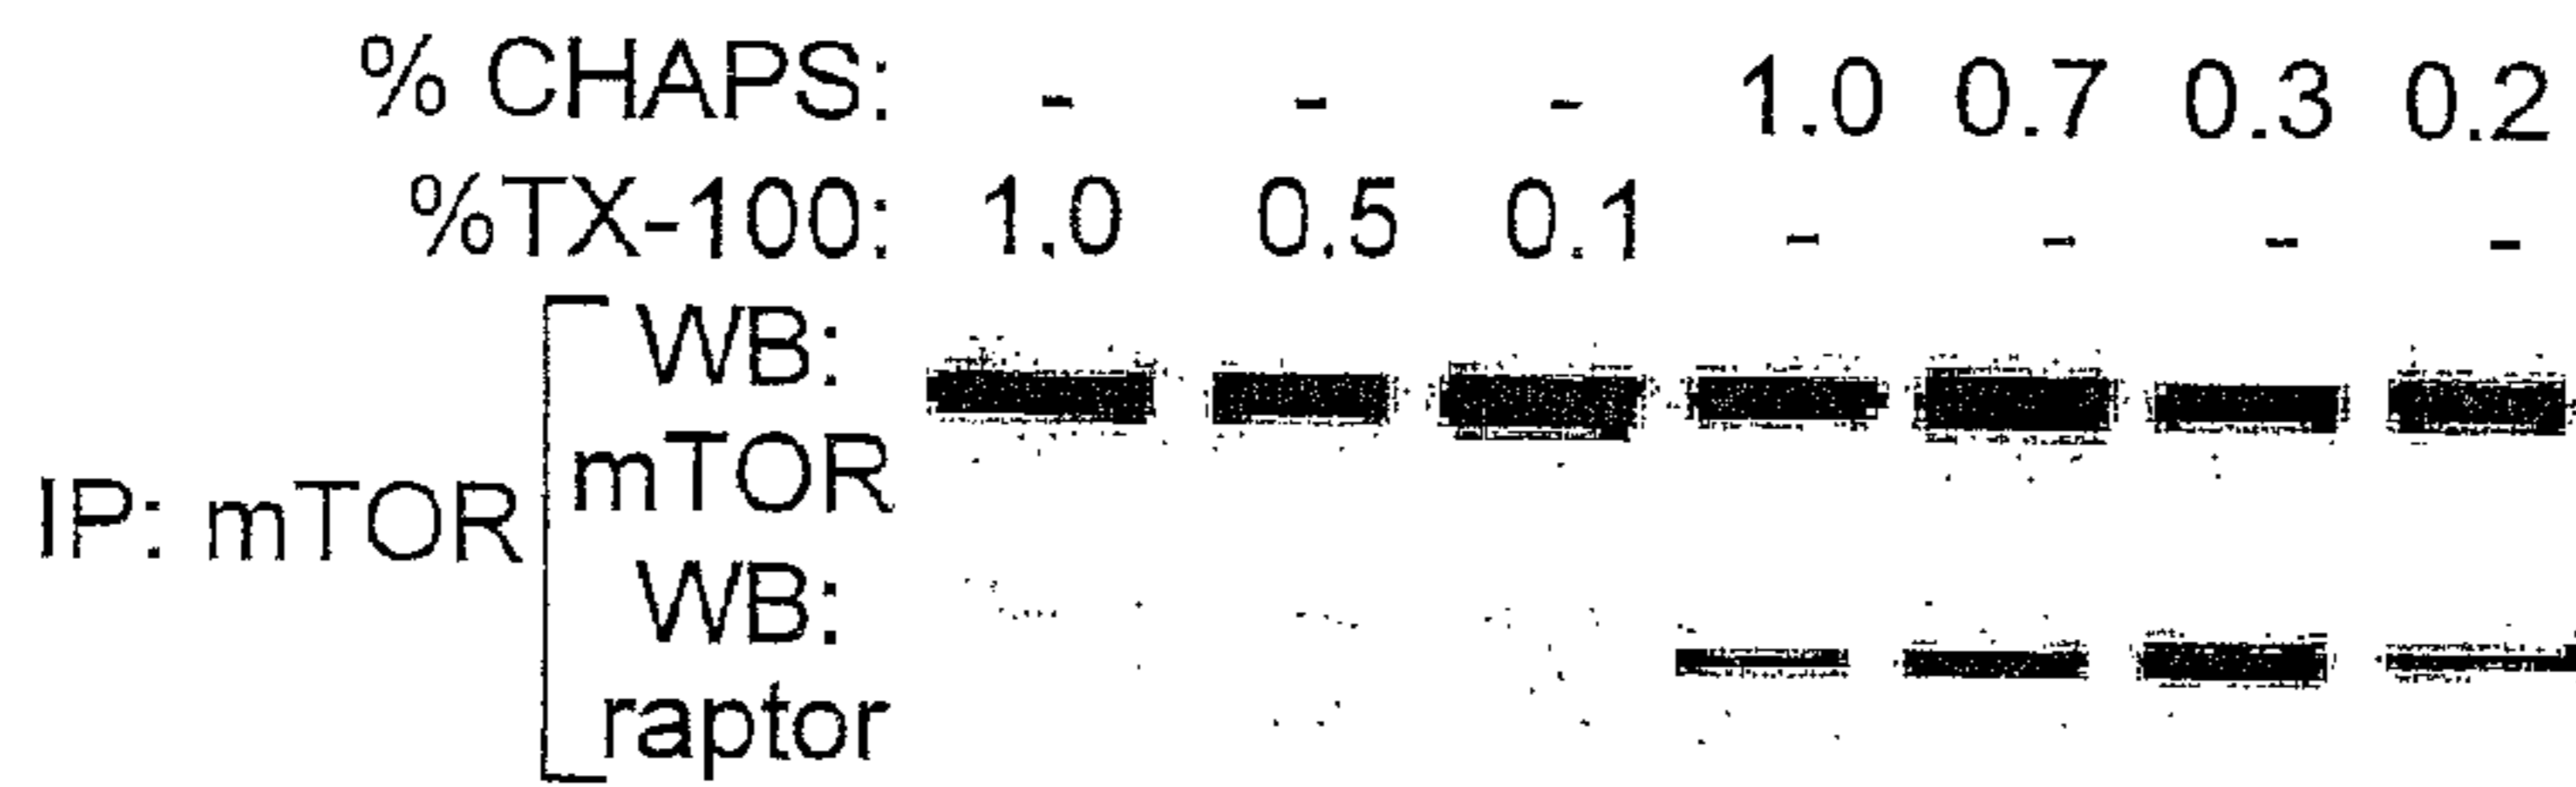 % CHAPS: - - - 1.0 0.7 0.3 0.2
%TX-100: 1.0 0.5 0.1 - - - -
WB:
mTOR
IP: mTOR
WB:
raptor